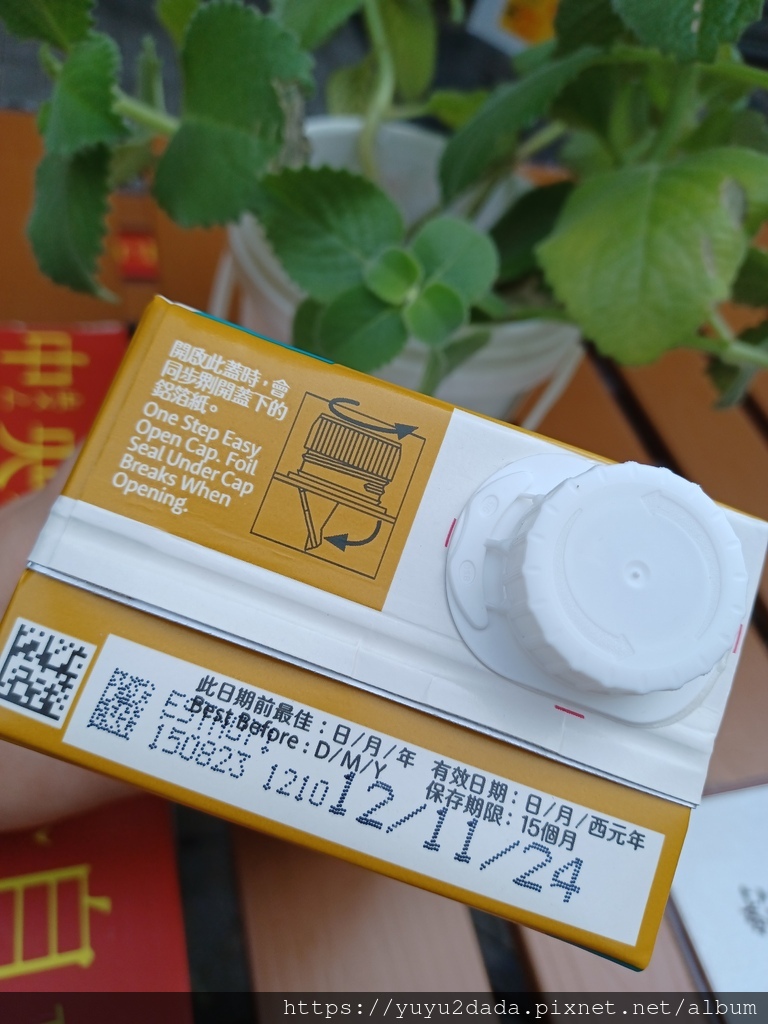 開啟此蓋時，會
同步剝開蓋下的
鋁箔紙。
One Step Easy
Open Cap. Foil
Seal Under Cap
Breaks When
Opening.
此日期前最佳：日/月/年
Best Before : D/M/Y
150823 1210
有效日期：日/月/西元年
保存期限：15個月
12/11/24
中
自
https://yuyu2dada.pixnet.net/album